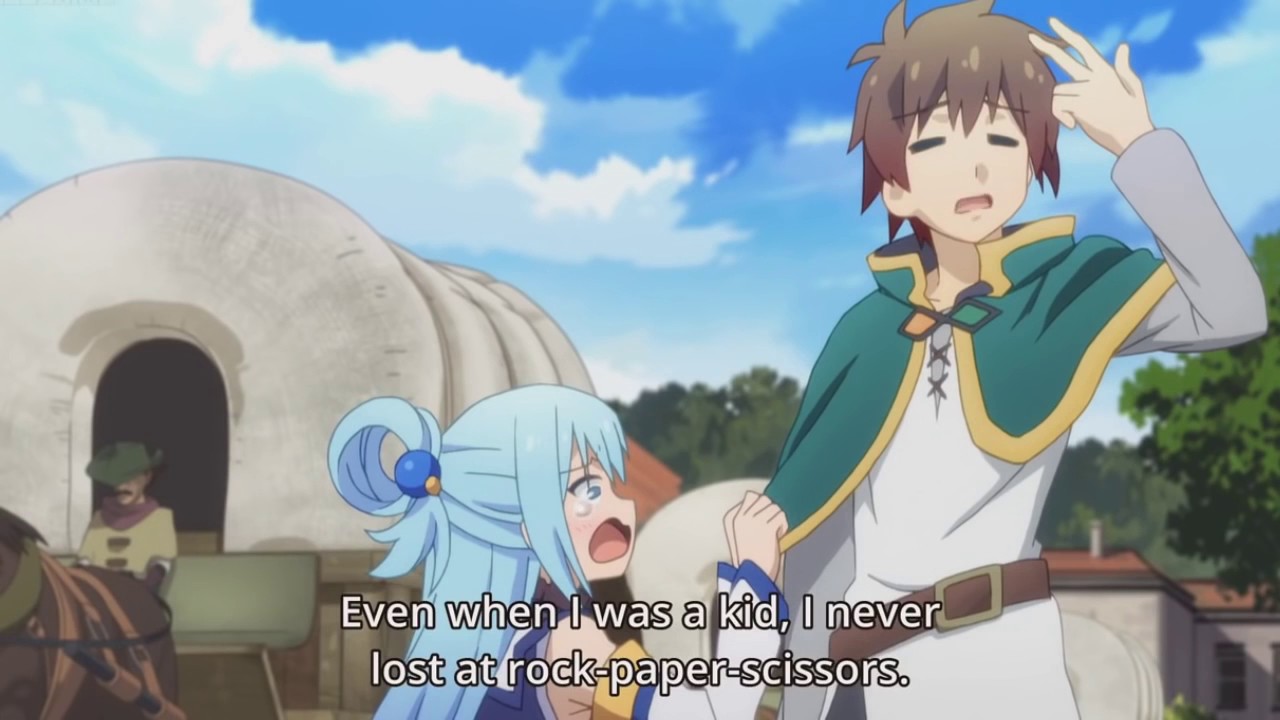 Even when I was a kid, I never
lost at rock-paper-scissors.